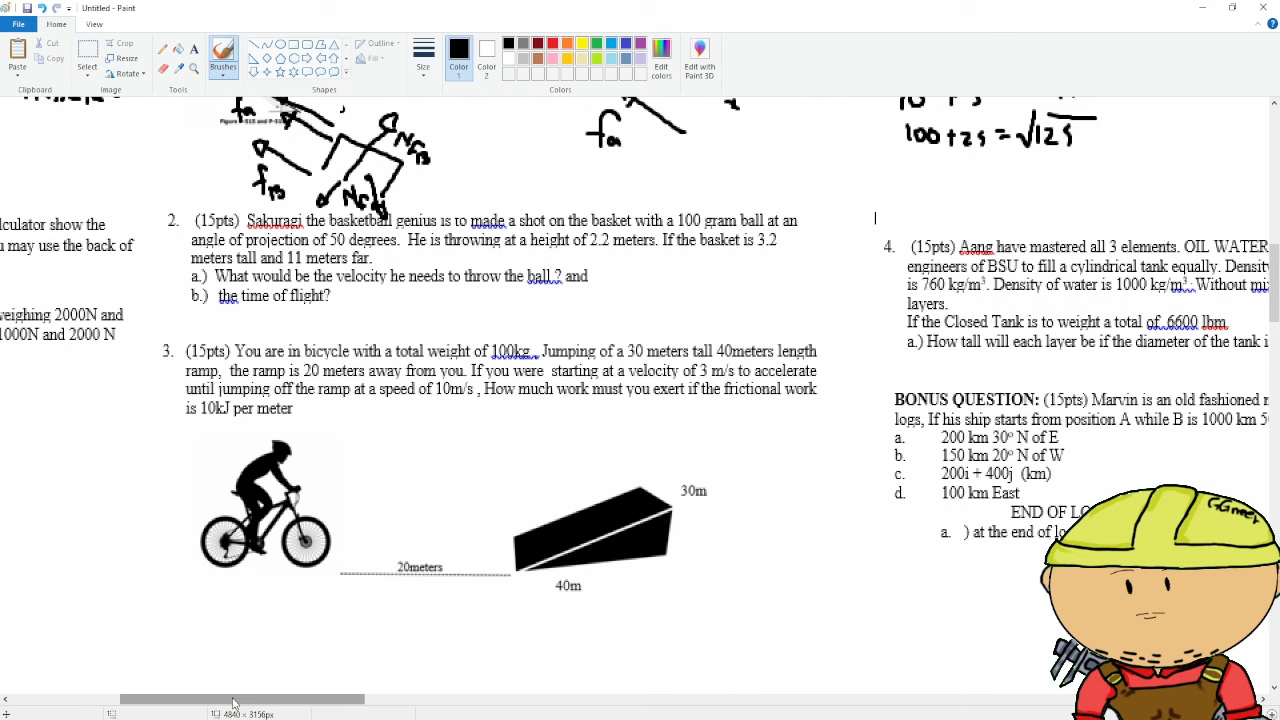 Untitled - Paint
File Home View
Cut
Copy
Paste
Clipboard
Crop
Resize
Rotate
Select
Image
Tools
Brushes
Outline
Fill
Shapes
Size
Color 1
Color 2
Edit colors
Colors
Edit with Paint 3D
100 + 25 = √125
fa
fa
fB
NfB
lculator show the
u may use the back of
veighing 2000N and
1000N and 2000 N
2. (15pts) Sakuragi the basketball genius is to made a shot on the basket with a 100 gram ball at an
angle of projection of 50 degrees. He is throwing at a height of 2.2 meters. If the basket is 3.2
meters tall and 11 meters far.
a.) What would be the velocity he needs to throw the ball ? and
b.) the time of flight?
3. (15pts) You are in bicycle with a total weight of 100kg . Jumping of a 30 meters tall 40meters length
ramp, the ramp is 20 meters away from you. If you were starting at a velocity of 3 m/s to accelerate
until jumping off the ramp at a speed of 10m/s , How much work must you exert if the frictional work
is 10kJ per meter
30m
20meters
40m
4. (15pts) Aang have mastered all 3 elements. OIL WATER
engineers of BSU to fill a cylindrical tank equally. Densit
is 760 kg/m³. Density of water is 1000 kg/m³. Without mi
layers.
If the Closed Tank is to weight a total of 6600 lbm
a.) How tall will each layer be if the diameter of the tank i
BONUS QUESTION: (15pts) Marvin is an old fashioned
logs, If his ship starts from position A while B is 1000 km 5
a. 200 km 30° N of E
b. 150 km 20° N of W
c. 200i + 400j (km)
d. 100 km East
END OF LO
a. ) at the end of lo
GGneer
4840 × 3156px